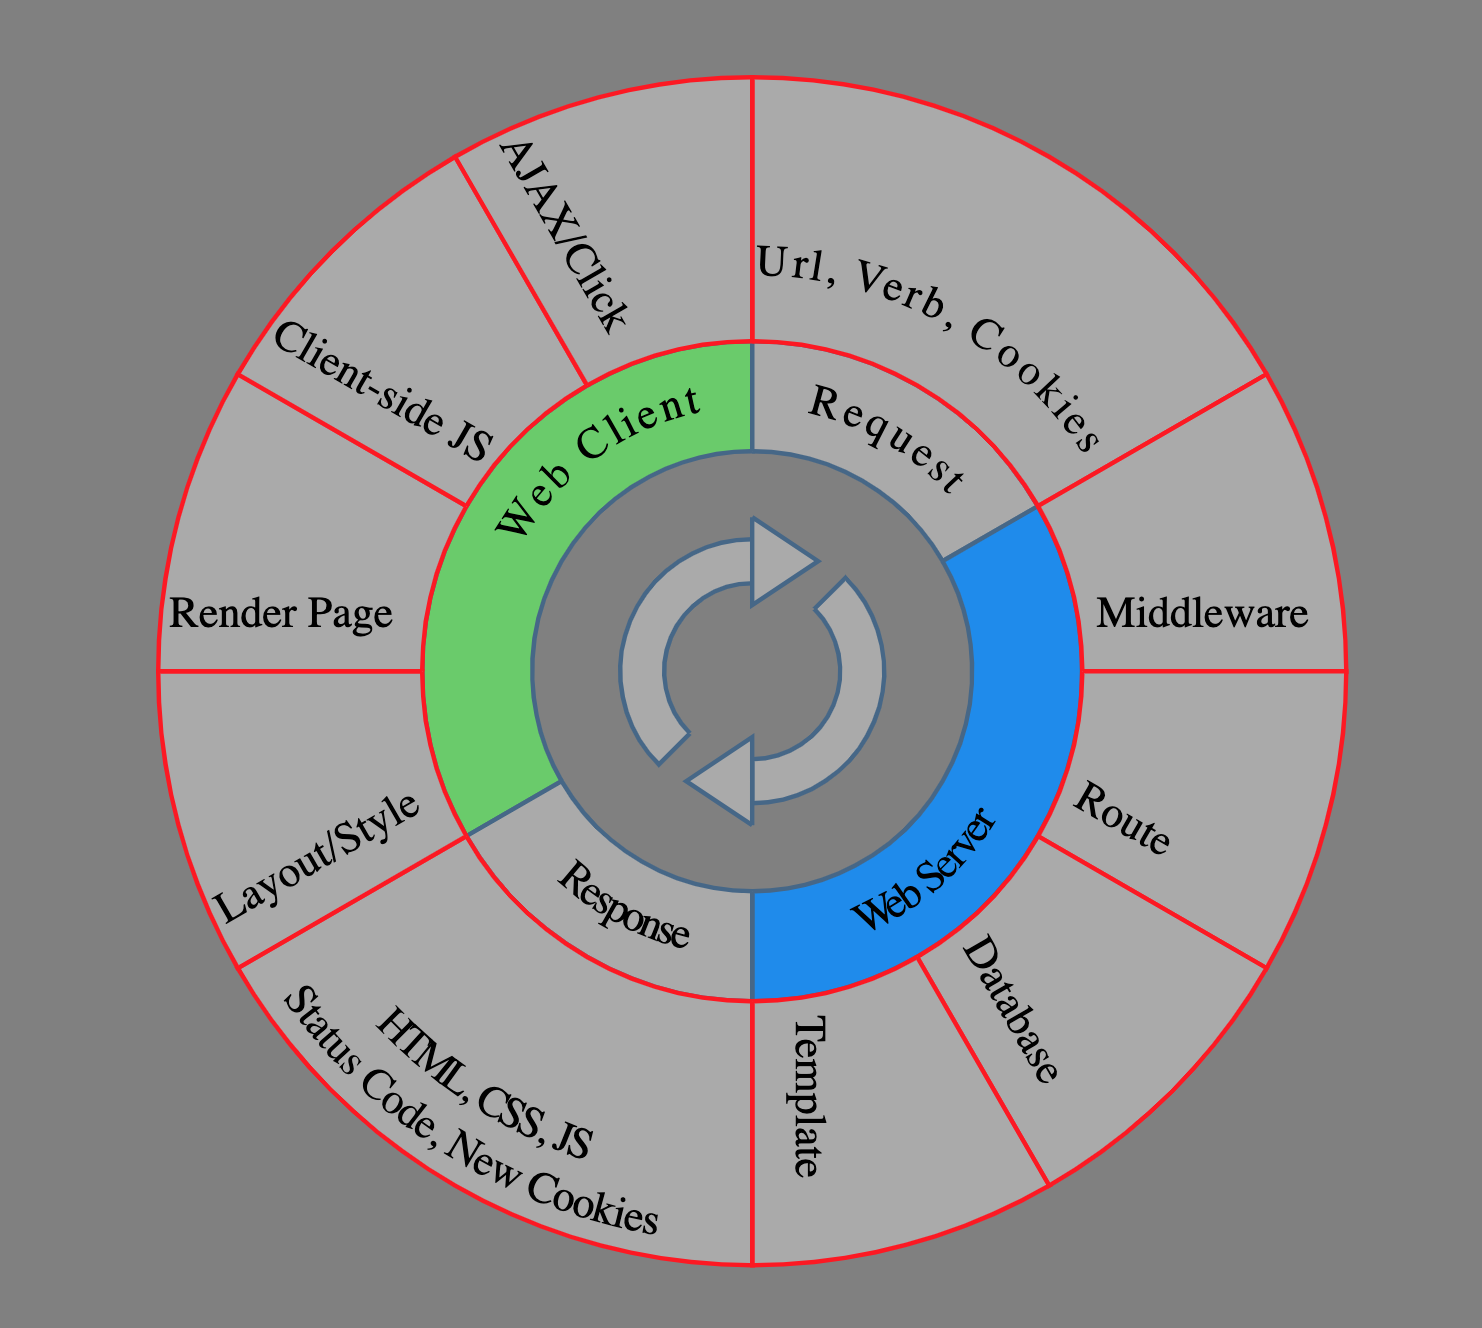 AJAX/Click
Url, Verb, Cookies
Client-side JS
Web Client
Request
Render Page
Middleware
Layout/Style
Route
Response
Web Server
Database
HTML, CSS, JS
Status Code, New Cookies
Template